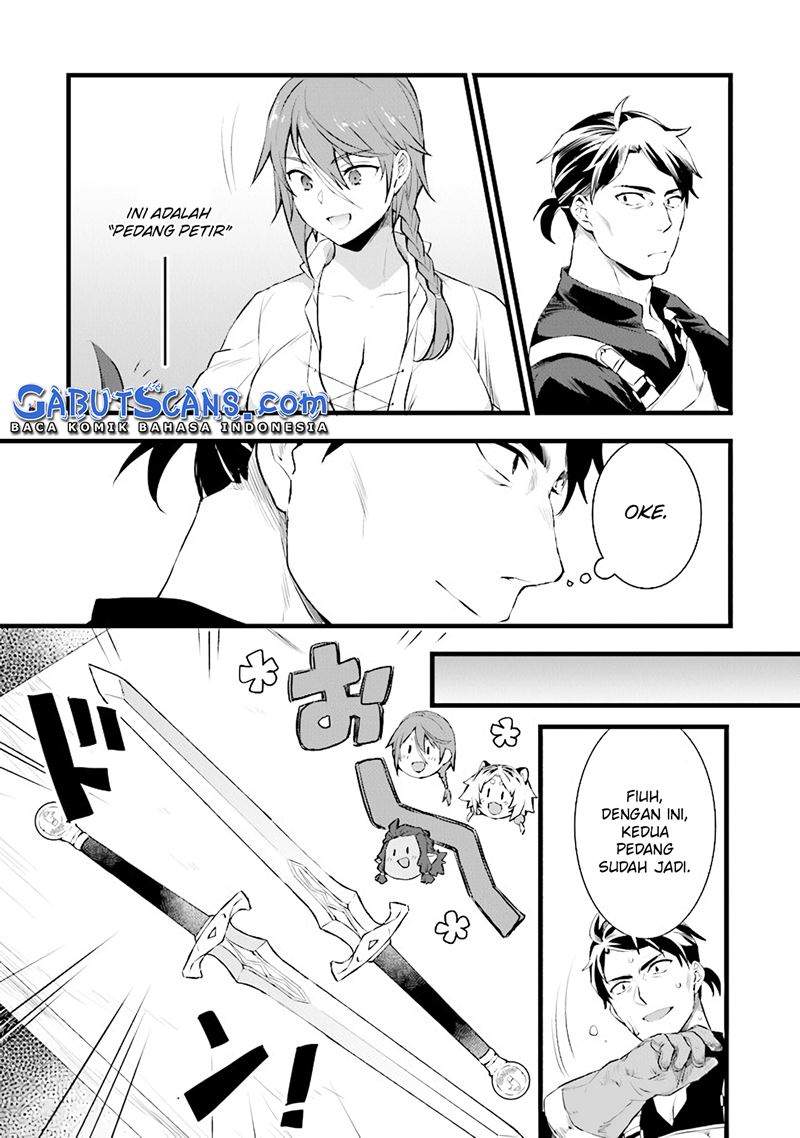 INI ADALAH
"PEDANG PETIR"
GABUTSCANS.COM
BACA KOMIK BAHASA INDONESIA
OKE.
お
FIUH,
DENGAN INI,
KEDUA
PEDANG
SUDAH JADI.
ドドン!